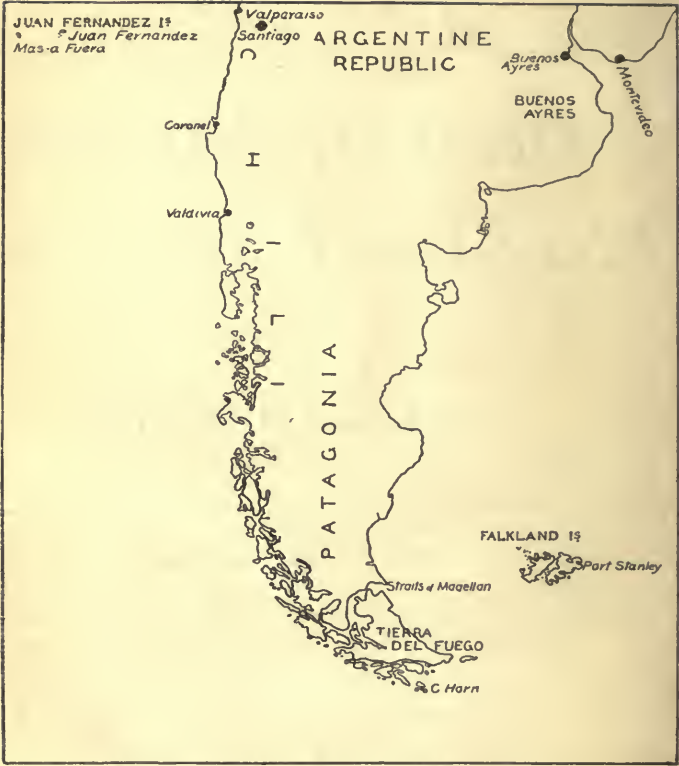 JUAN FERNANDEZ Is
Juan Fernandez
Mas-a Fuera
Valparaiso
Santiago
ARGENTINE
REPUBLIC
Buenos
Ayres
Montevideo
BUENOS
AYRES
Coronel
CHILI
Valdivia
PATAGONIA
FALKLAND Is
Port Stanley
Straits of Magellan
TIERRA
DEL FUEGO
C Horn